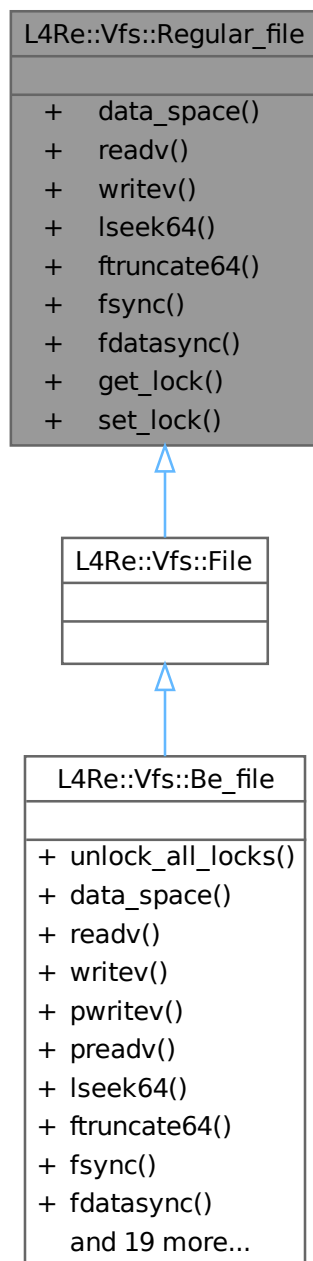 L4Re::Vfs::Regular_file
+ data_space()
+ readv()
+ writev()
+ lseek64()
+ ftruncate64()
+ fsync()
+ fdatasync()
+ get_lock()
+ set_lock()
L4Re::Vfs::File
L4Re::Vfs::Be_file
+ unlock_all_locks()
+ data_space()
+ readv()
+ writev()
+ pwritev()
+ preadv()
+ lseek64()
+ ftruncate64()
+ fsync()
+ fdatasync()
and 19 more...